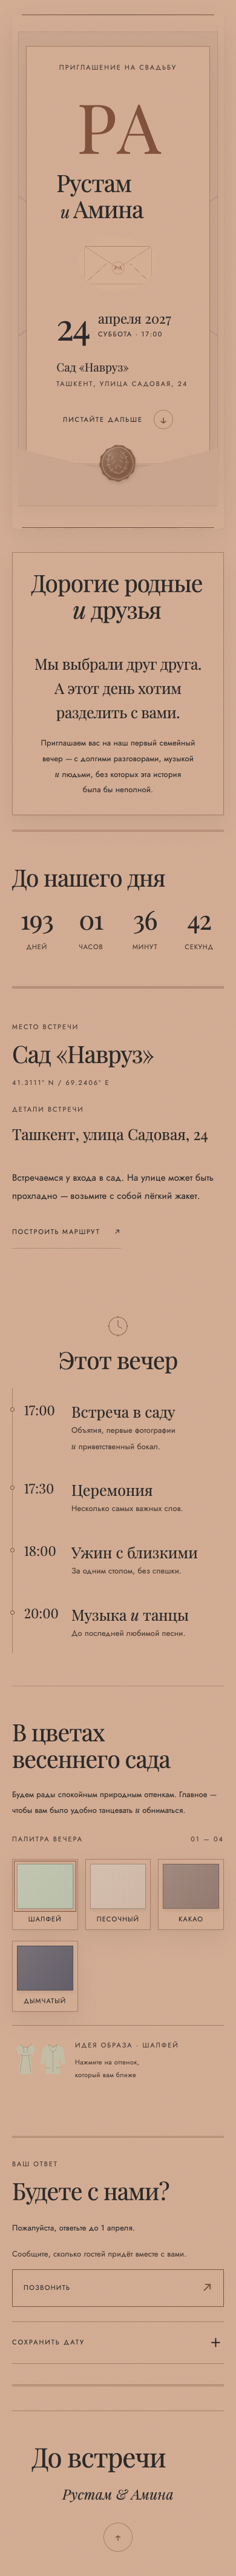 ПРИГЛАШЕНИЕ НА СВАДЬБУ
РА
Рустам
и Амина
24 апреля 2027
СУББОТА · 17:00
Сад «Навруз»
ТАШКЕНТ, УЛИЦА САДОВАЯ, 24
ЛИСТАЙТЕ ДАЛЬШЕ ↓
Дорогие родные
и друзья
Мы выбрали друг друга.
А этот день хотим
разделить с вами.
Приглашаем вас на наш первый семейный
вечер — с долгими разговорами, музыкой
и людьми, без которых эта история
была бы неполной.
До нашего дня
193 01 36 42
ДНЕЙ ЧАСОВ МИНУТ СЕКУНД
МЕСТО ВСТРЕЧИ
Сад «Навруз»
41.3111° N / 69.2406° E
ДЕТАЛИ ВСТРЕЧИ
Ташкент, улица Садовая, 24
Встречаемся у входа в сад. На улице может быть
прохладно — возьмите с собой лёгкий жакет.
ПОСТРОИТЬ МАРШРУТ ↗
Этот вечер
17:00 Встреча в саду
Объятия, первые фотографии
и приветственный бокал.
17:30 Церемония
Несколько самых важных слов.
18:00 Ужин с близкими
За одним столом, без спешки.
20:00 Музыка и танцы
До последней любимой песни.
В цветах
весеннего сада
Будем рады спокойным природным оттенкам. Главное —
чтобы вам было удобно танцевать и обниматься.
ПАЛИТРА ВЕЧЕРА 01 — 04
ШАЛФЕЙ ПЕСОЧНЫЙ КАКАО
ДЫМЧАТЫЙ
ИДЕЯ ОБРАЗА · ШАЛФЕЙ
Нажмите на оттенок,
который вам ближе
ВАШ ОТВЕТ
Будете с нами?
Пожалуйста, ответьте до 1 апреля.
Сообщите, сколько гостей придёт вместе с вами.
ПОЗВОНИТЬ ↗
СОХРАНИТЬ ДАТУ +
До встречи
Рустам & Амина
↑